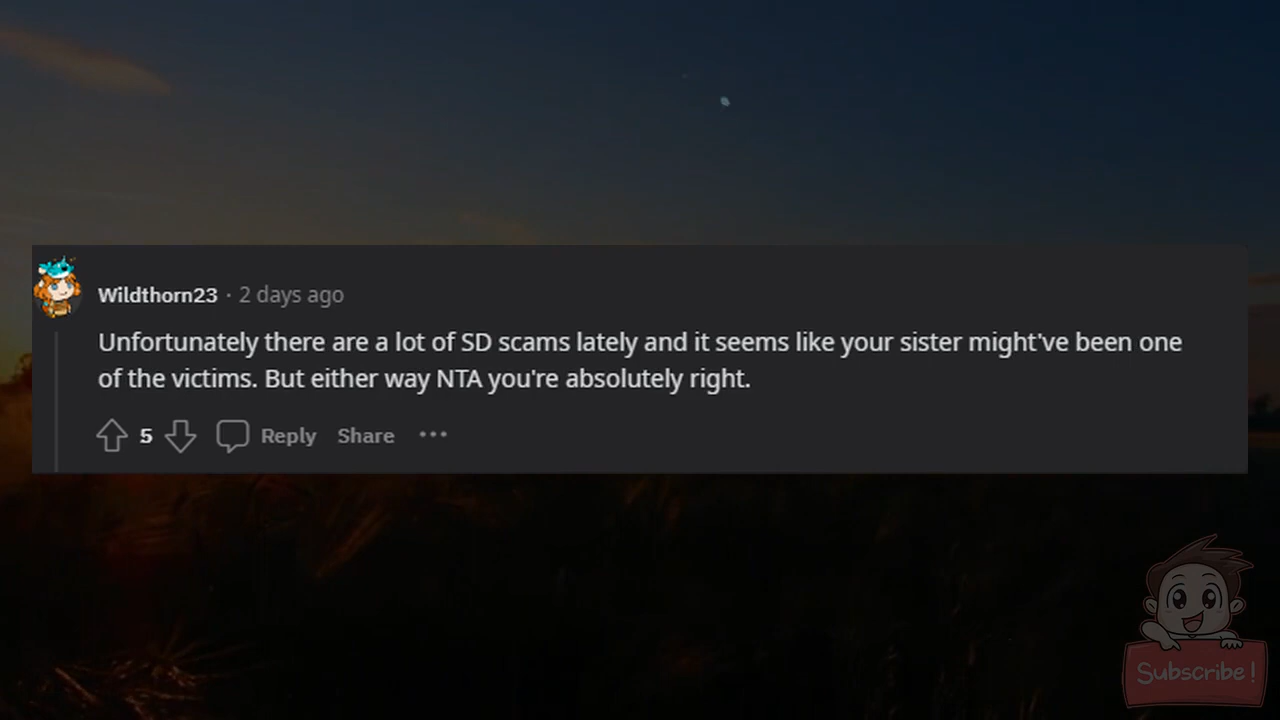 Wildthorn23 · 2 days ago
Unfortunately there are a lot of SD scams lately and it seems like your sister might've been one
of the victims. But either way NTA you're absolutely right.
5 Reply Share ···
Subscribe!